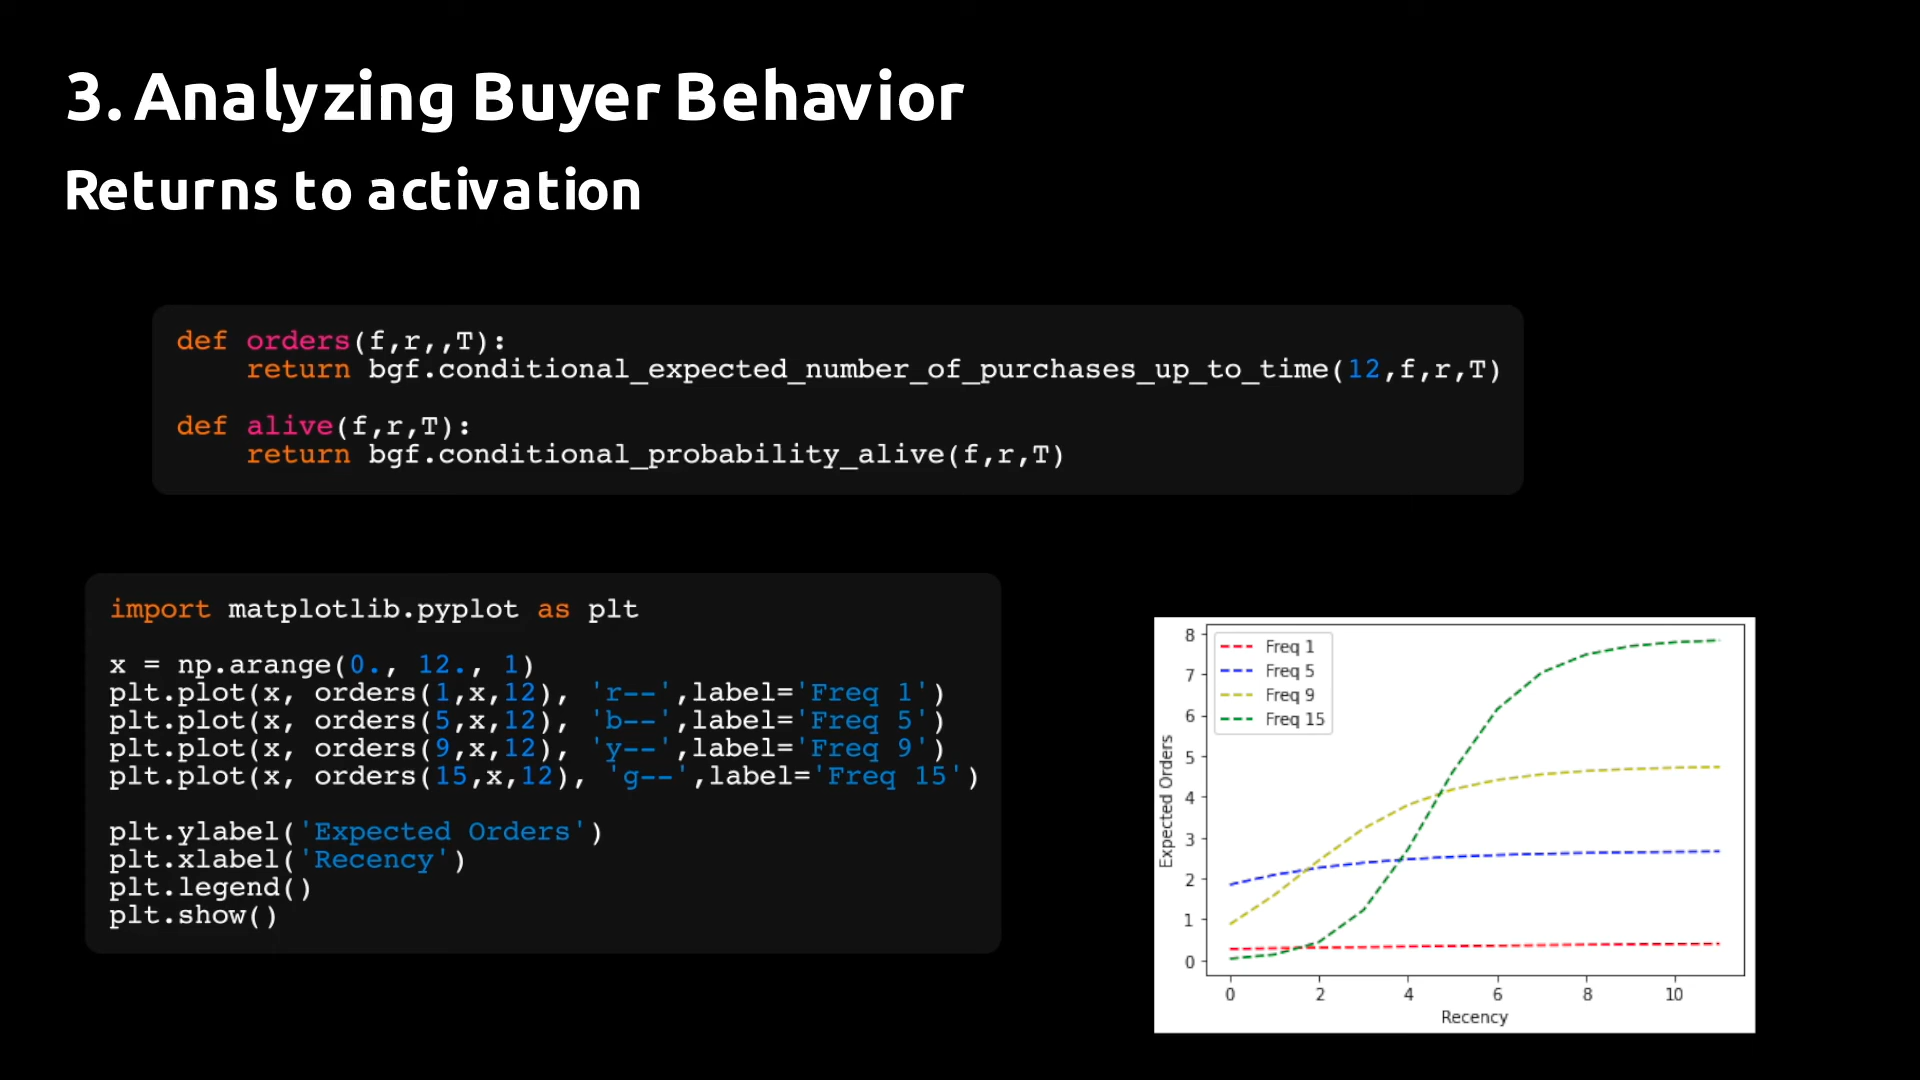 3. Analyzing Buyer Behavior
Returns to activation
def orders(f,r,,T):
    return bgf.conditional_expected_number_of_purchases_up_to_time(12,f,r,T)
def alive(f,r,T):
    return bgf.conditional_probability_alive(f,r,T)
import matplotlib.pyplot as plt
x = np.arange(0., 12., 1)
plt.plot(x, orders(1,x,12), 'r--',label='Freq 1')
plt.plot(x, orders(5,x,12), 'b--',label='Freq 5')
plt.plot(x, orders(9,x,12), 'y--',label='Freq 9')
plt.plot(x, orders(15,x,12), 'g--',label='Freq 15')
plt.ylabel('Expected Orders')
plt.xlabel('Recency')
plt.legend()
plt.show()
Freq 1
Freq 5
Freq 9
Freq 15
Expected Orders
8
7
6
5
4
3
2
1
0
0 2 4 6 8 10
Recency